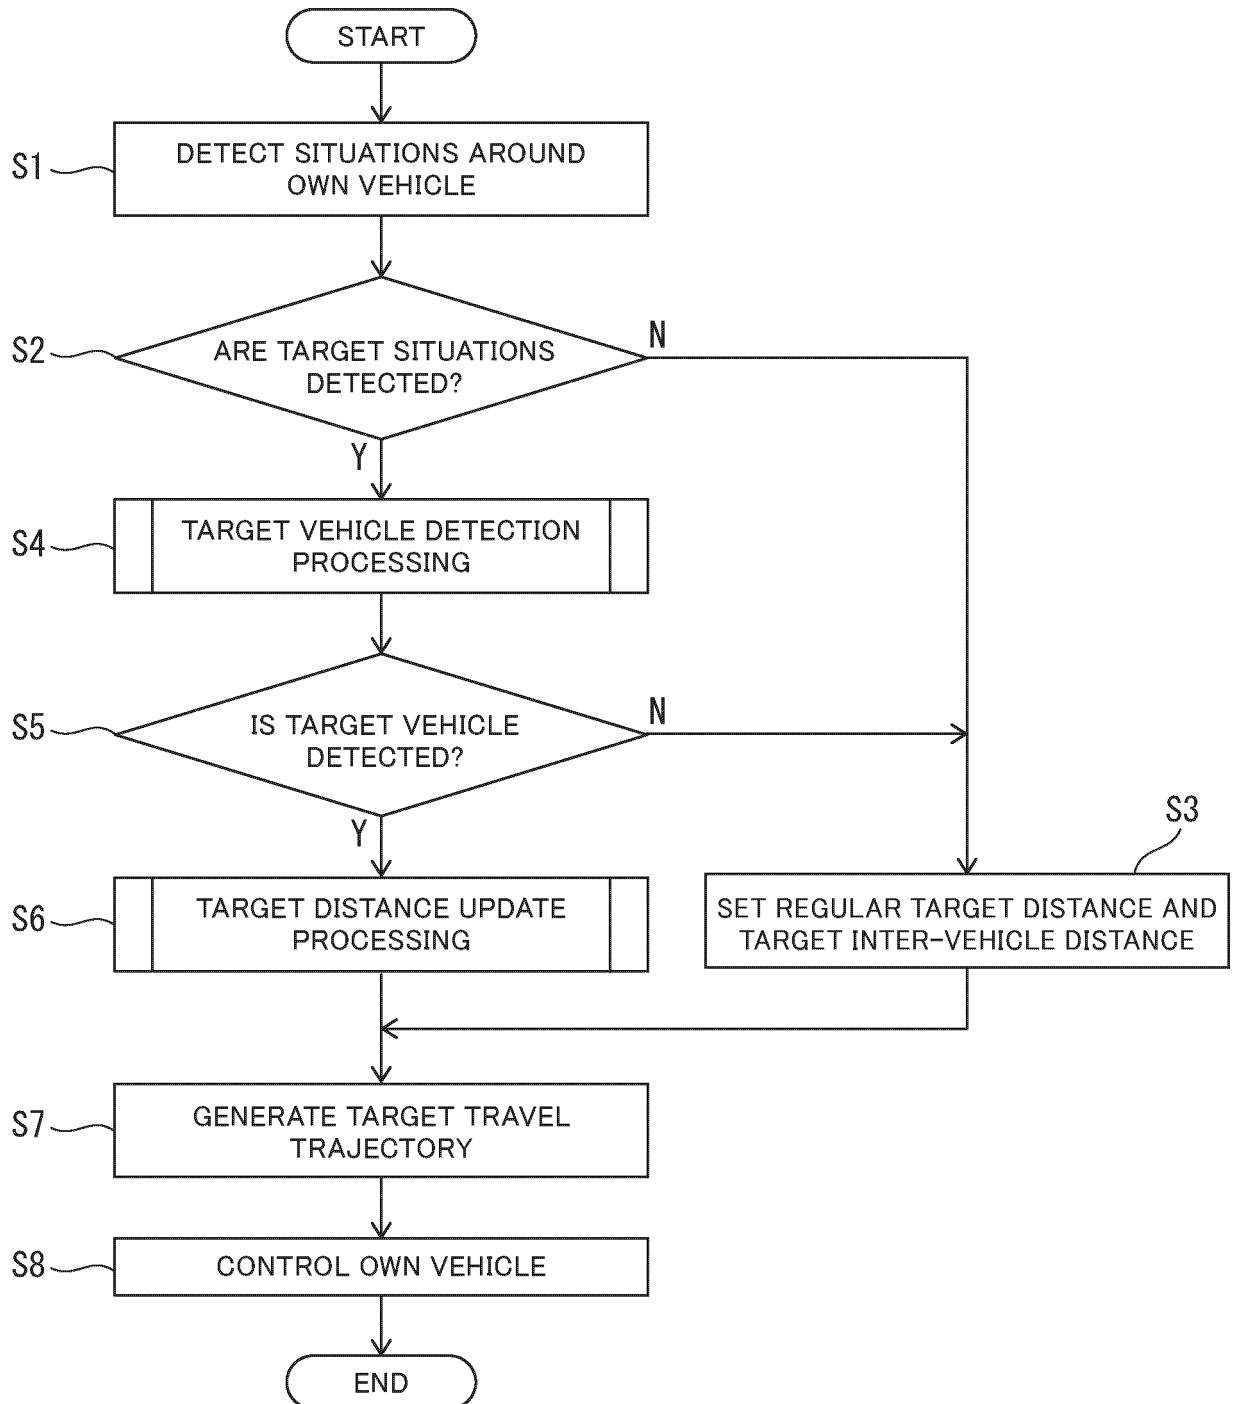 START
S1
DETECT SITUATIONS AROUND
OWN VEHICLE
S2
ARE TARGET SITUATIONS
DETECTED?
N
Y
S4
TARGET VEHICLE DETECTION
PROCESSING
S5
IS TARGET VEHICLE
DETECTED?
N
Y
S3
SET REGULAR TARGET DISTANCE AND
TARGET INTER-VEHICLE DISTANCE
S6
TARGET DISTANCE UPDATE
PROCESSING
S7
GENERATE TARGET TRAVEL
TRAJECTORY
S8
CONTROL OWN VEHICLE
END